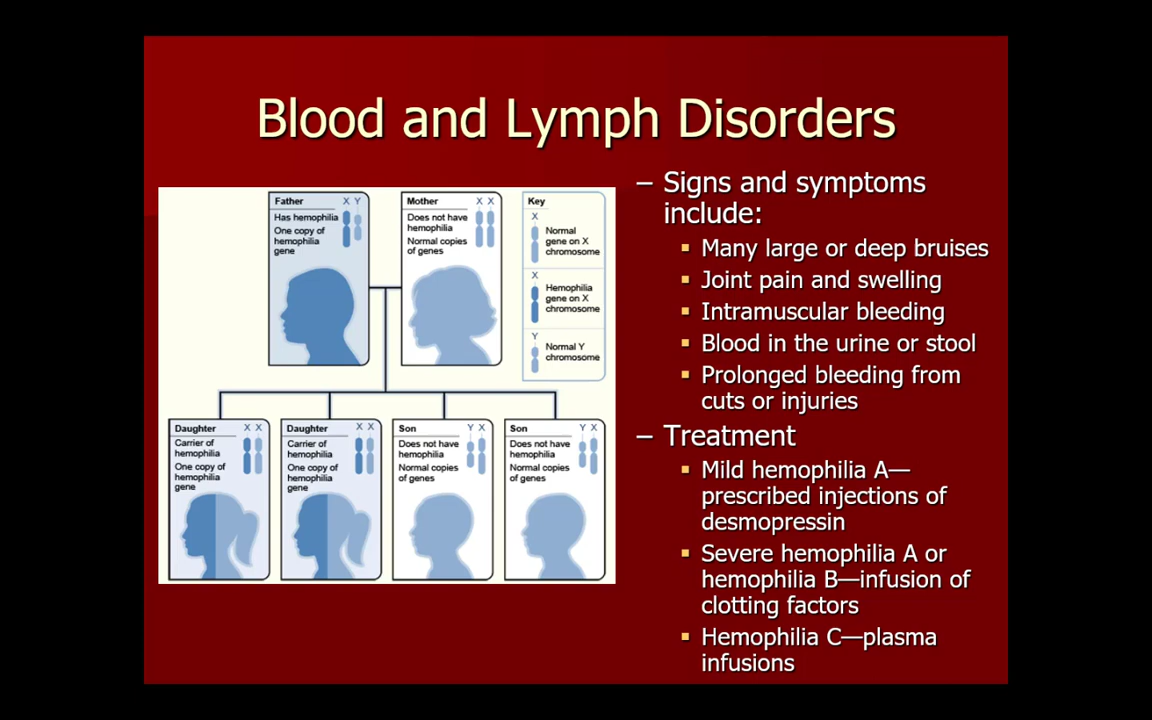 Blood and Lymph Disorders
Father X Y
Has hemophilia
One copy of
hemophilia
gene
Mother X X
Does not have
hemophilia
Normal copies
of genes
Key
X
Normal
gene on X
chromosome
X
Hemophilia
gene on X
chromosome
Y
Normal Y
chromosome
Daughter X X
Carrier of
hemophilia
One copy of
hemophilia
gene
Daughter X X
Carrier of
hemophilia
One copy of
hemophilia
gene
Son Y X
Does not have
hemophilia
Normal copies
of genes
Son Y X
Does not have
hemophilia
Normal copies
of genes
– Signs and symptoms
include:
▪ Many large or deep bruises
▪ Joint pain and swelling
▪ Intramuscular bleeding
▪ Blood in the urine or stool
▪ Prolonged bleeding from
cuts or injuries
– Treatment
▪ Mild hemophilia A—
prescribed injections of
desmopressin
▪ Severe hemophilia A or
hemophilia B—infusion of
clotting factors
▪ Hemophilia C—plasma
infusions